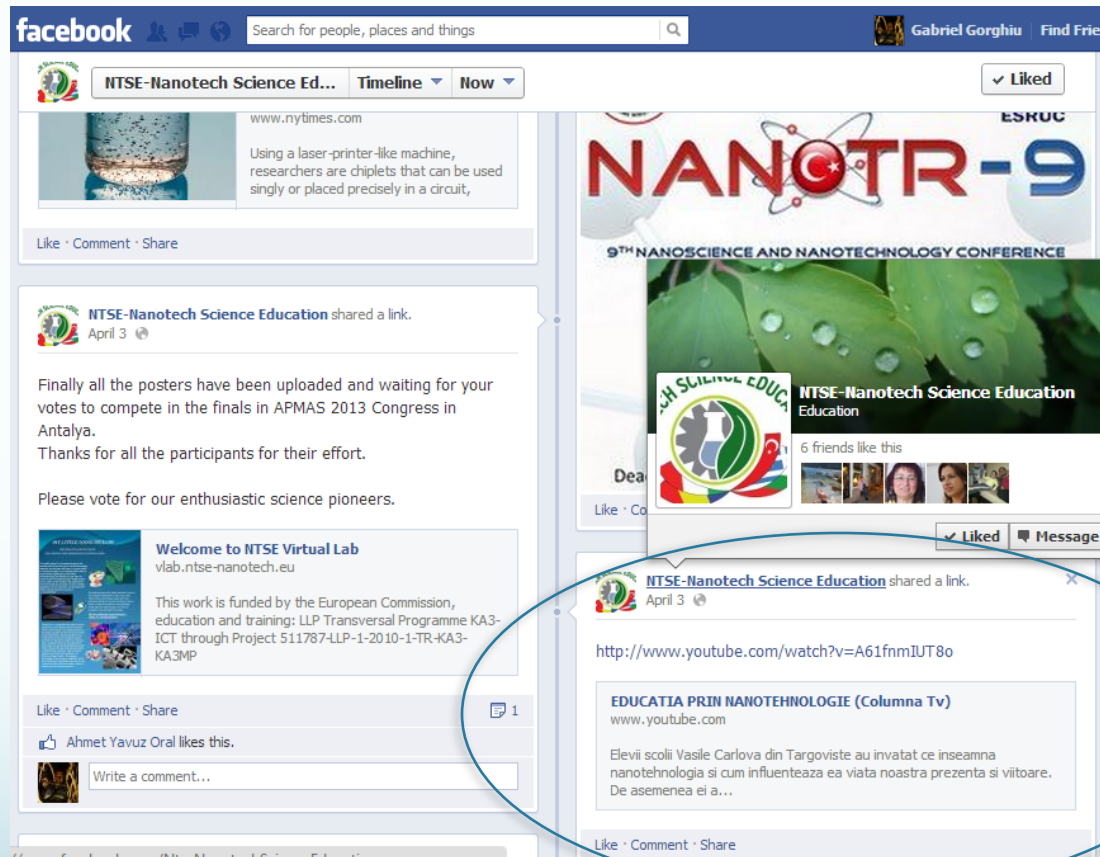 facebook
Search for people, places and things
Gabriel Gorghiu
Find Frie
NTSE-Nanotech Science Ed...
Timeline
Now
✓ Liked
www.nytimes.com
Using a laser-printer-like machine,
researchers are chiplets that can be used
singly or placed precisely in a circuit,
Like · Comment · Share
NTSE-Nanotech Science Education shared a link.
April 3
Finally all the posters have been uploaded and waiting for your
votes to compete in the finals in APMAS 2013 Congress in
Antalya.
Thanks for all the participants for their effort.
Please vote for our enthusiastic science pioneers.
Welcome to NTSE Virtual Lab
vlab.ntse-nanotech.eu
This work is funded by the European Commission,
education and training: LLP Transversal Programme KA3-
ICT through Project 511787-LLP-1-2010-1-TR-KA3-
KA3MP
Like · Comment · Share
1
Ahmet Yavuz Oral likes this.
Write a comment...
ESRUC
NANOTR-9
9TH NANOSCIENCE AND NANOTECHNOLOGY CONFERENCE
NTSE-Nanotech Science Education
Education
6 friends like this
Dea
Like · Co
✓ Liked
Message
NTSE-Nanotech Science Education shared a link.
April 3
http://www.youtube.com/watch?v=A61fnmIUT8o
EDUCATIA PRIN NANOTEHNOLOGIE (Columna Tv)
www.youtube.com
Elevii scolii Vasile Carlova din Targoviste au invatat ce inseamna
nanotehnologia si cum influenteaza ea viata noastra prezenta si viitoare.
De asemenea ei a...
Like · Comment · Share